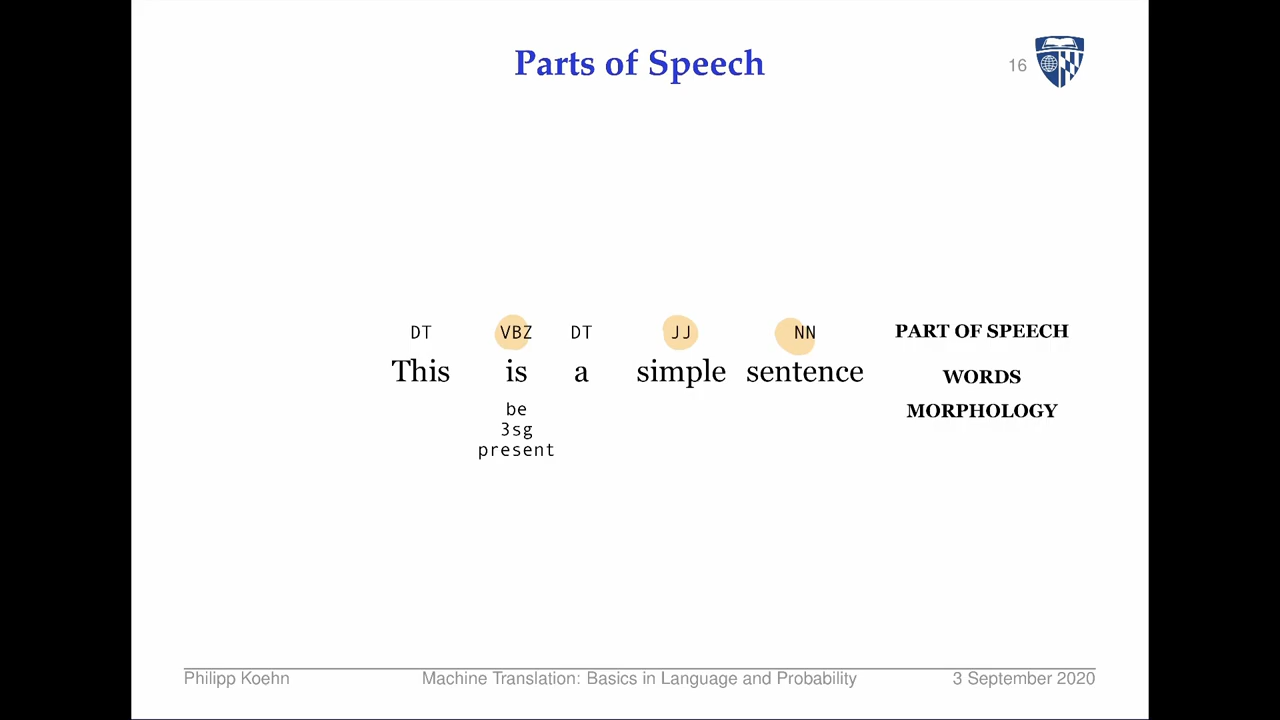 Parts of Speech
16
DT VBZ DT JJ NN PART OF SPEECH
This is a simple sentence WORDS
be MORPHOLOGY
3sg
present
Philipp Koehn Machine Translation: Basics in Language and Probability 3 September 2020